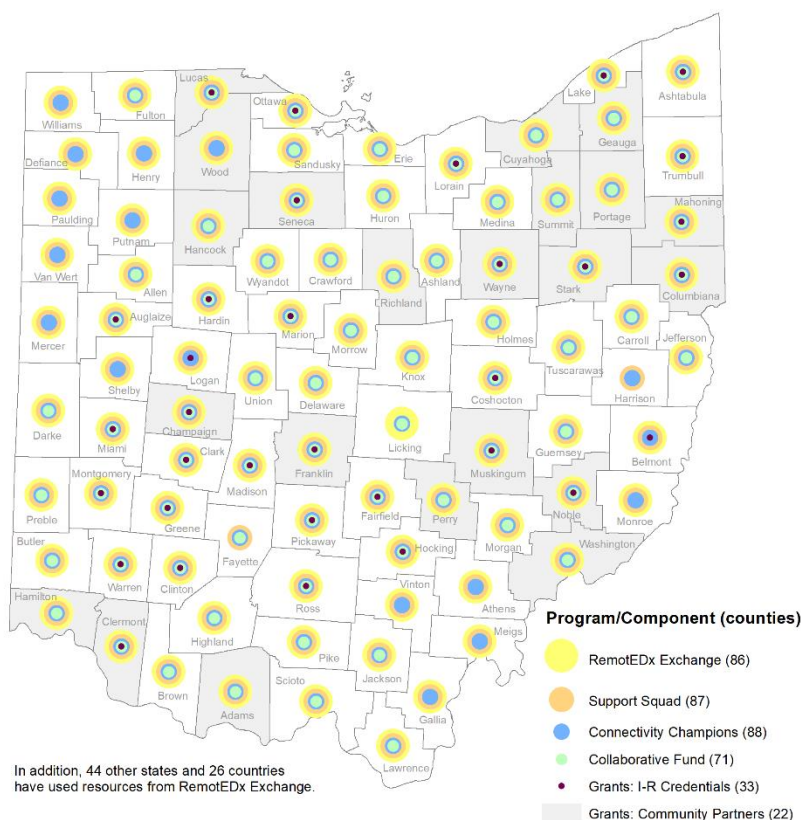 Lucas
Lake
Ashtabula
Williams
Fulton
Ottawa
Geauga
Defiance
Henry
Wood
Sandusky
Erie
Cuyahoga
Trumbull
Lorain
Paulding
Seneca
Huron
Medina
Summit
Portage
Mahoning
Putnam
Hancock
Van Wert
Allen
Wyandot
Crawford
Richland
Ashland
Wayne
Stark
Columbiana
Mercer
Auglaize
Hardin
Marion
Morrow
Holmes
Carroll
Jefferson
Tuscarawas
Shelby
Logan
Union
Delaware
Knox
Coshocton
Harrison
Darke
Miami
Champaign
Licking
Guernsey
Belmont
Clark
Franklin
Muskingum
Montgomery
Madison
Preble
Greene
Pickaway
Fairfield
Perry
Noble
Monroe
Morgan
Butler
Fayette
Hocking
Washington
Warren
Clinton
Ross
Vinton
Athens
Hamilton
Clermont
Highland
Pike
Jackson
Meigs
Brown
Adams
Scioto
Gallia
Lawrence
Program/Component (counties)
RemotEDx Exchange (86)
Support Squad (87)
Connectivity Champions (88)
Collaborative Fund (71)
Grants: I-R Credentials (33)
Grants: Community Partners (22)
In addition, 44 other states and 26 countries
have used resources from RemotEDx Exchange.